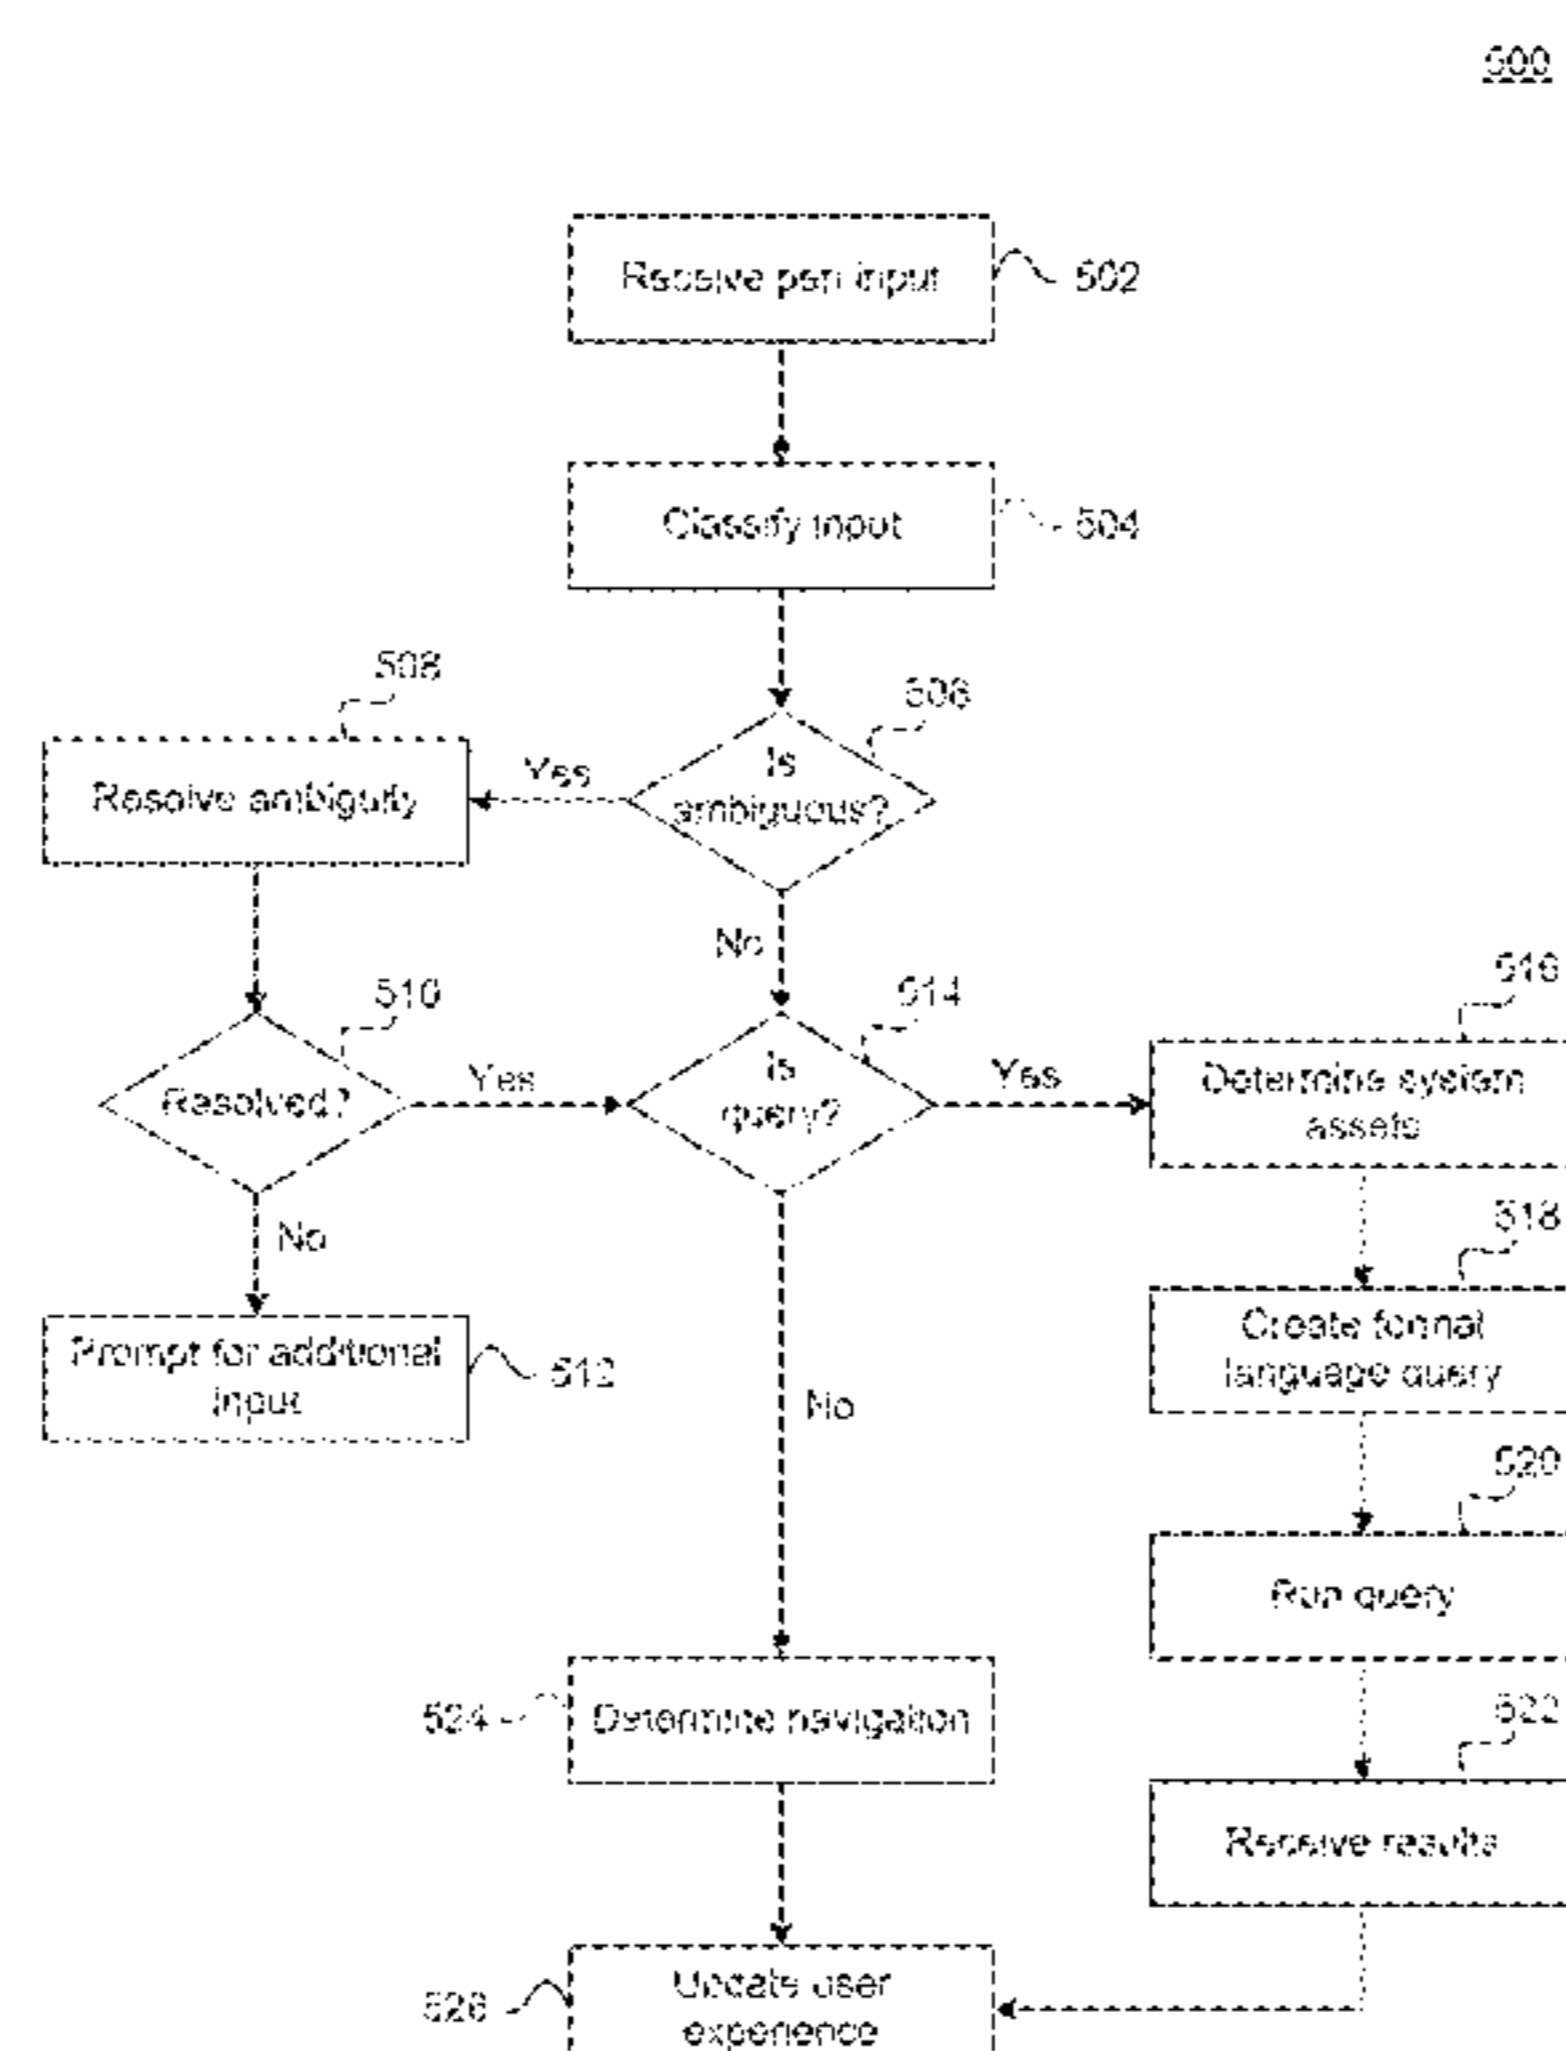 500
Receive pen input
502
Classify input
504
508
506
Resolve ambiguity
Yes
Is
ambiguous?
No
510
514
516
Resolved?
Yes
Is
query?
Yes
Determine system
assets
No
518
Prompt for additional
input
512
No
Create formal
language query
520
Run query
522
524
Determine navigation
Receive results
526
Update user
experience